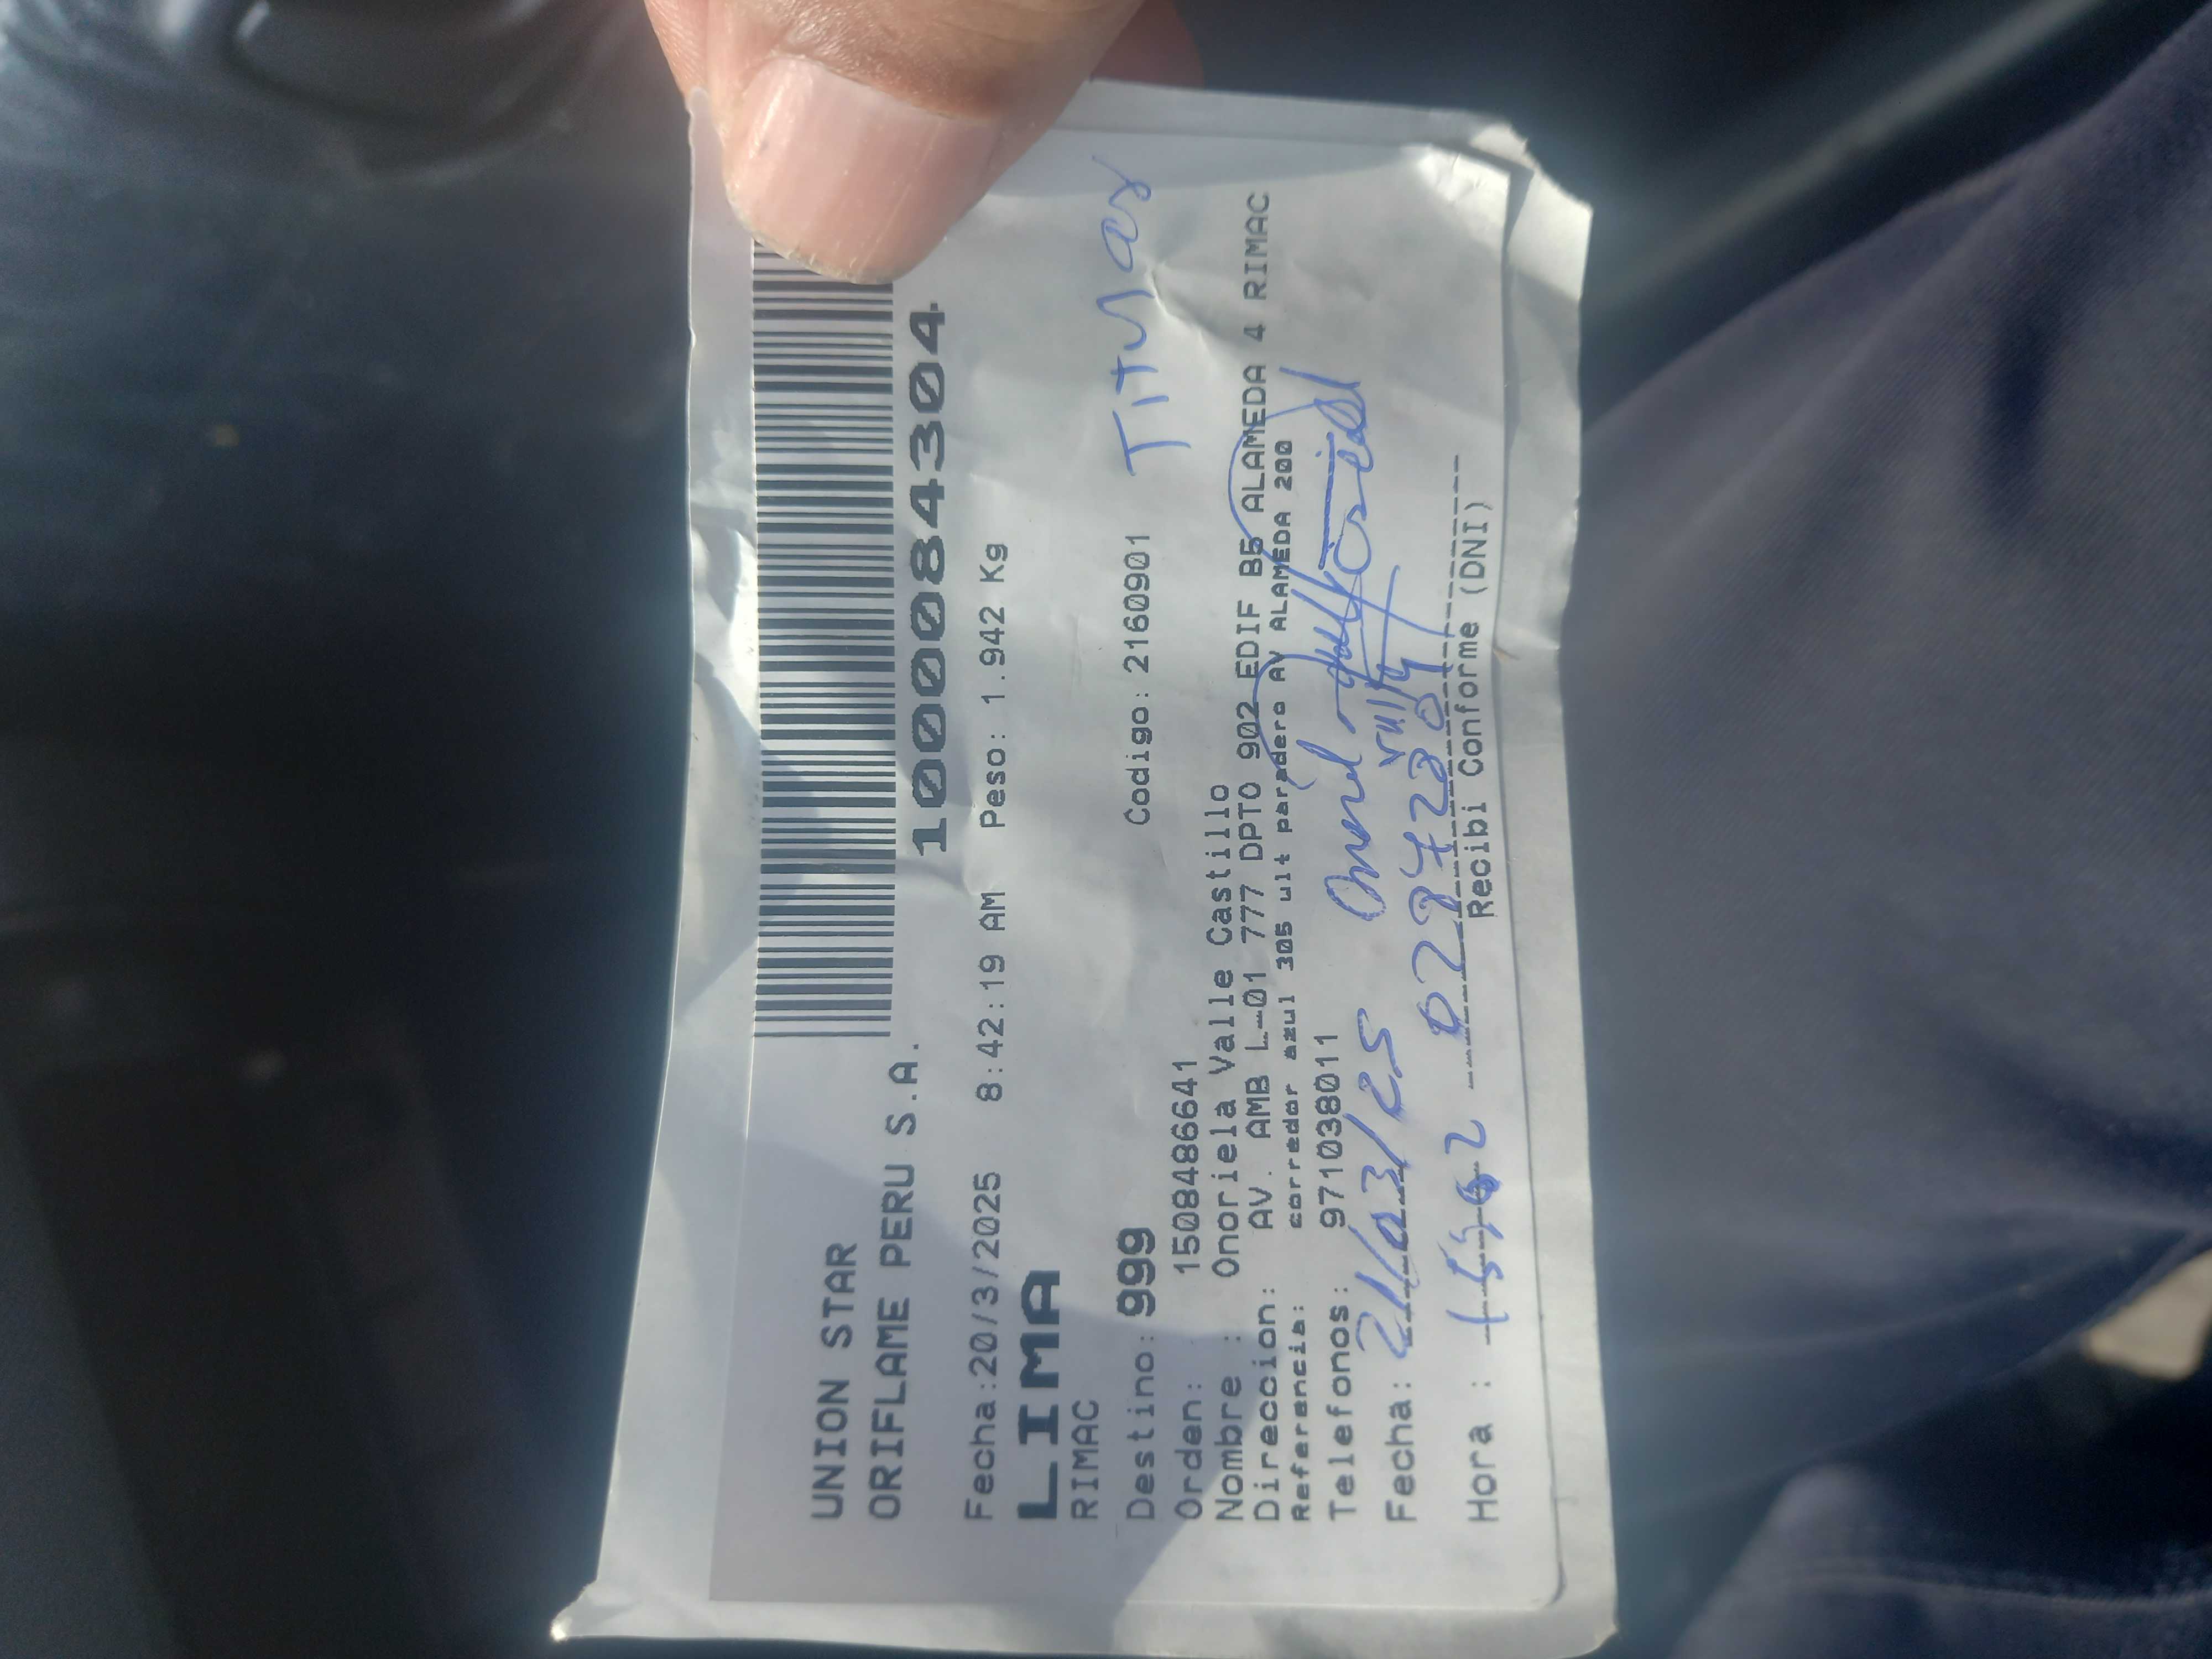 UNION STAR
ORIFLAME PERU S.A.
1000084304
Fecha:20/3/2025 8:42:19 AM Peso: 1.942 Kg
LIMA
RIMAC
Destino: 999 Codigo: 2160901 Titular
Orden: 1508486641
Nombre : Onoriela Valle Castillo
Direccion: AV. AMB L-01 777 DPTO 902 EDIF B5 ALAMEDA 4 RIMAC
Referencia: corredor azul 305 ult paradero AV ALAMEDA 200
Telefonos: 971038011
Fecha: 21/03/25
Hora :
Recibi Conforme (DNI)